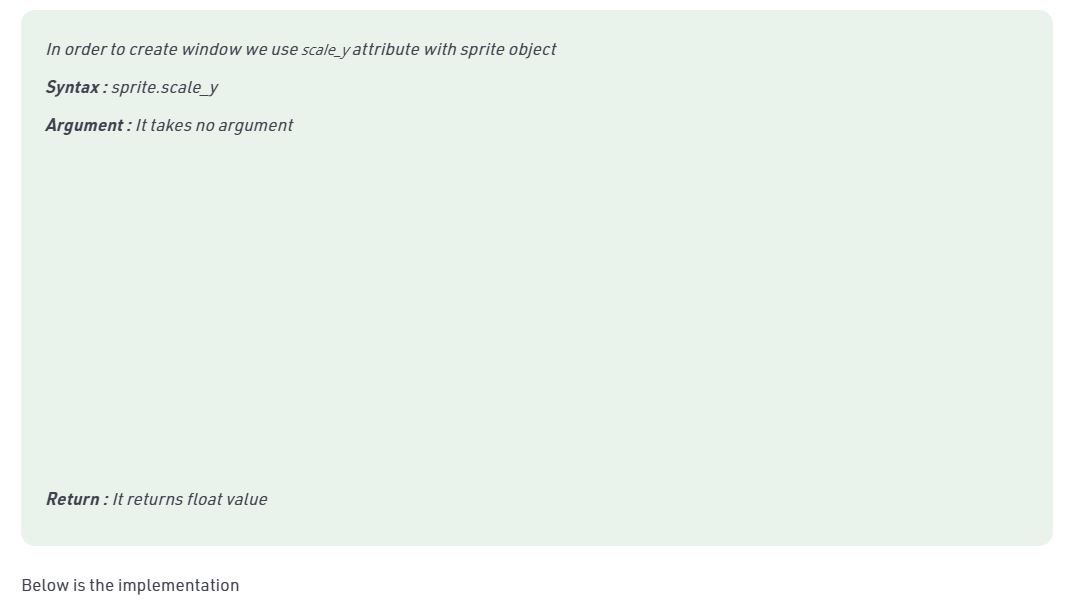 In order to create window we use scale_y attribute with sprite object
Syntax : sprite.scale_y
Argument : It takes no argument
Return : It returns float value
Below is the implementation